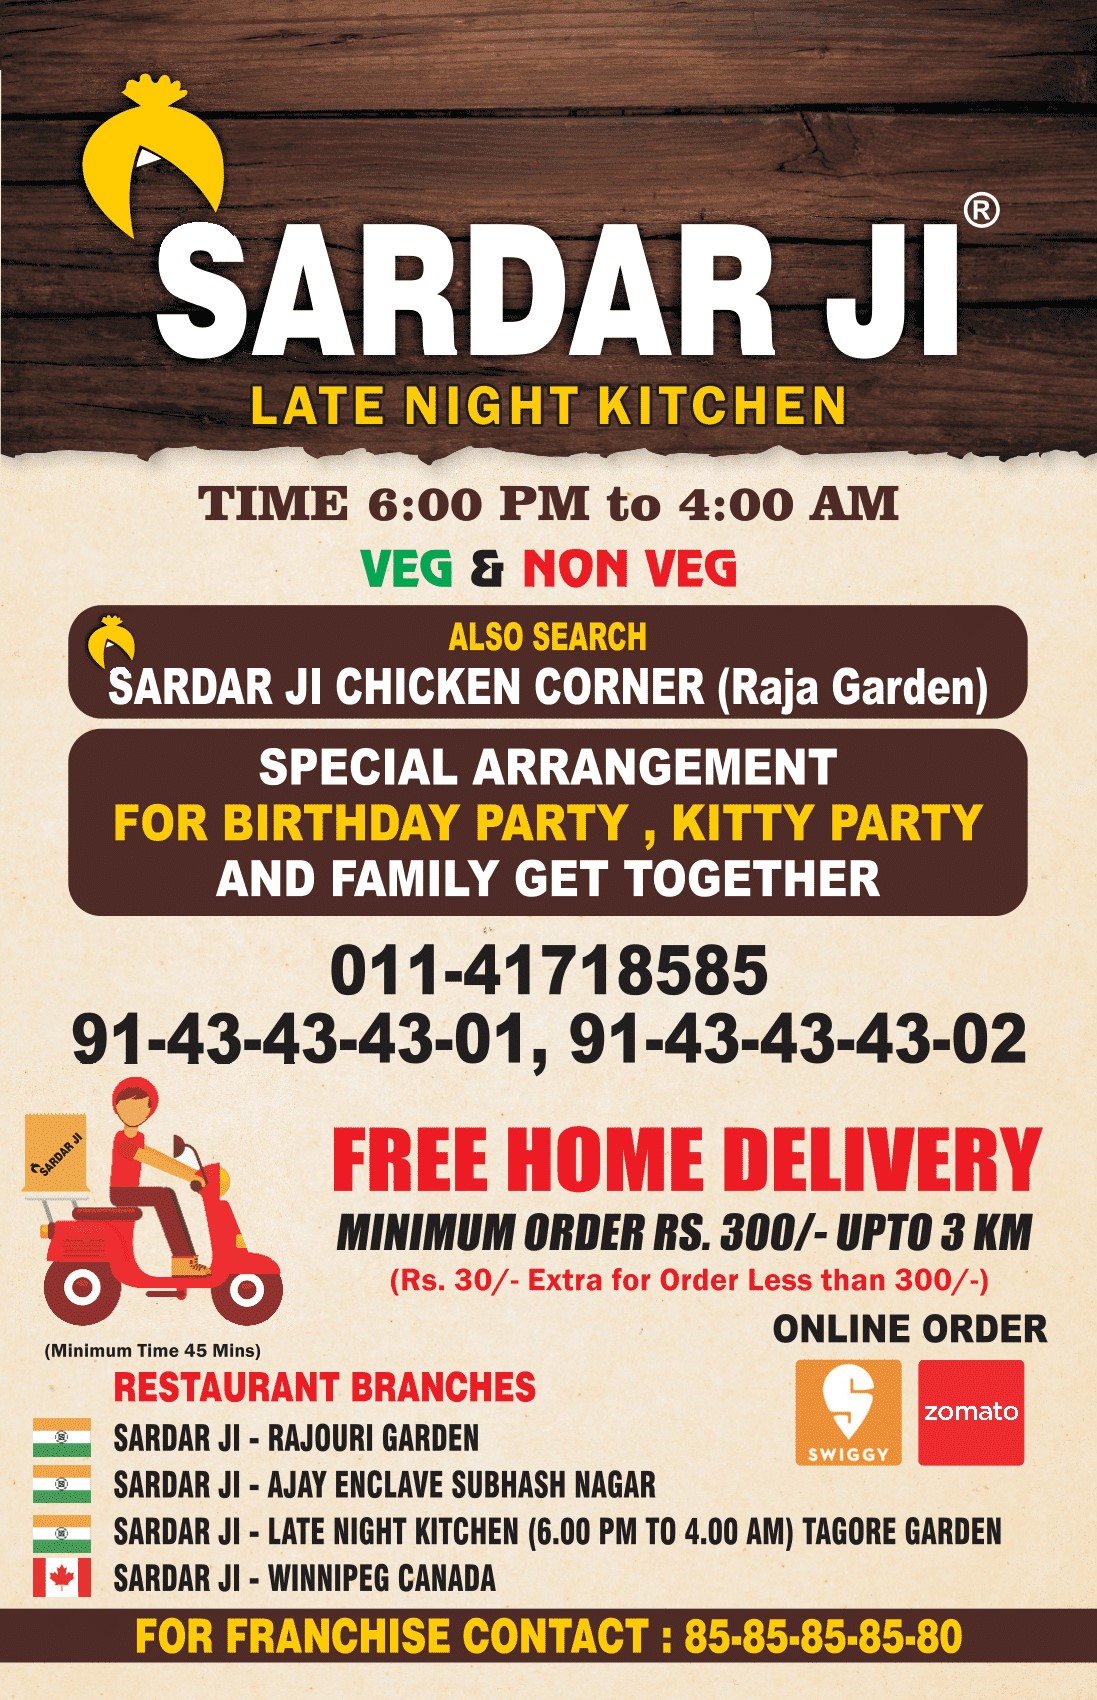 SARDAR JI®
LATE NIGHT KITCHEN
TIME 6:00 PM to 4:00 AM
VEG & NON VEG
ALSO SEARCH
SARDAR JI CHICKEN CORNER (Raja Garden)
SPECIAL ARRANGEMENT
FOR BIRTHDAY PARTY , KITTY PARTY
AND FAMILY GET TOGETHER
011-41718585
91-43-43-43-01, 91-43-43-43-02
SARDAR JI
FREE HOME DELIVERY
MINIMUM ORDER RS. 300/- UPTO 3 KM
(Rs. 30/- Extra for Order Less than 300/-)
(Minimum Time 45 Mins)
ONLINE ORDER
SWIGGY
zomato
RESTAURANT BRANCHES
SARDAR JI - RAJOURI GARDEN
SARDAR JI - AJAY ENCLAVE SUBHASH NAGAR
SARDAR JI - LATE NIGHT KITCHEN (6.00 PM TO 4.00 AM) TAGORE GARDEN
SARDAR JI - WINNIPEG CANADA
FOR FRANCHISE CONTACT : 85-85-85-85-80